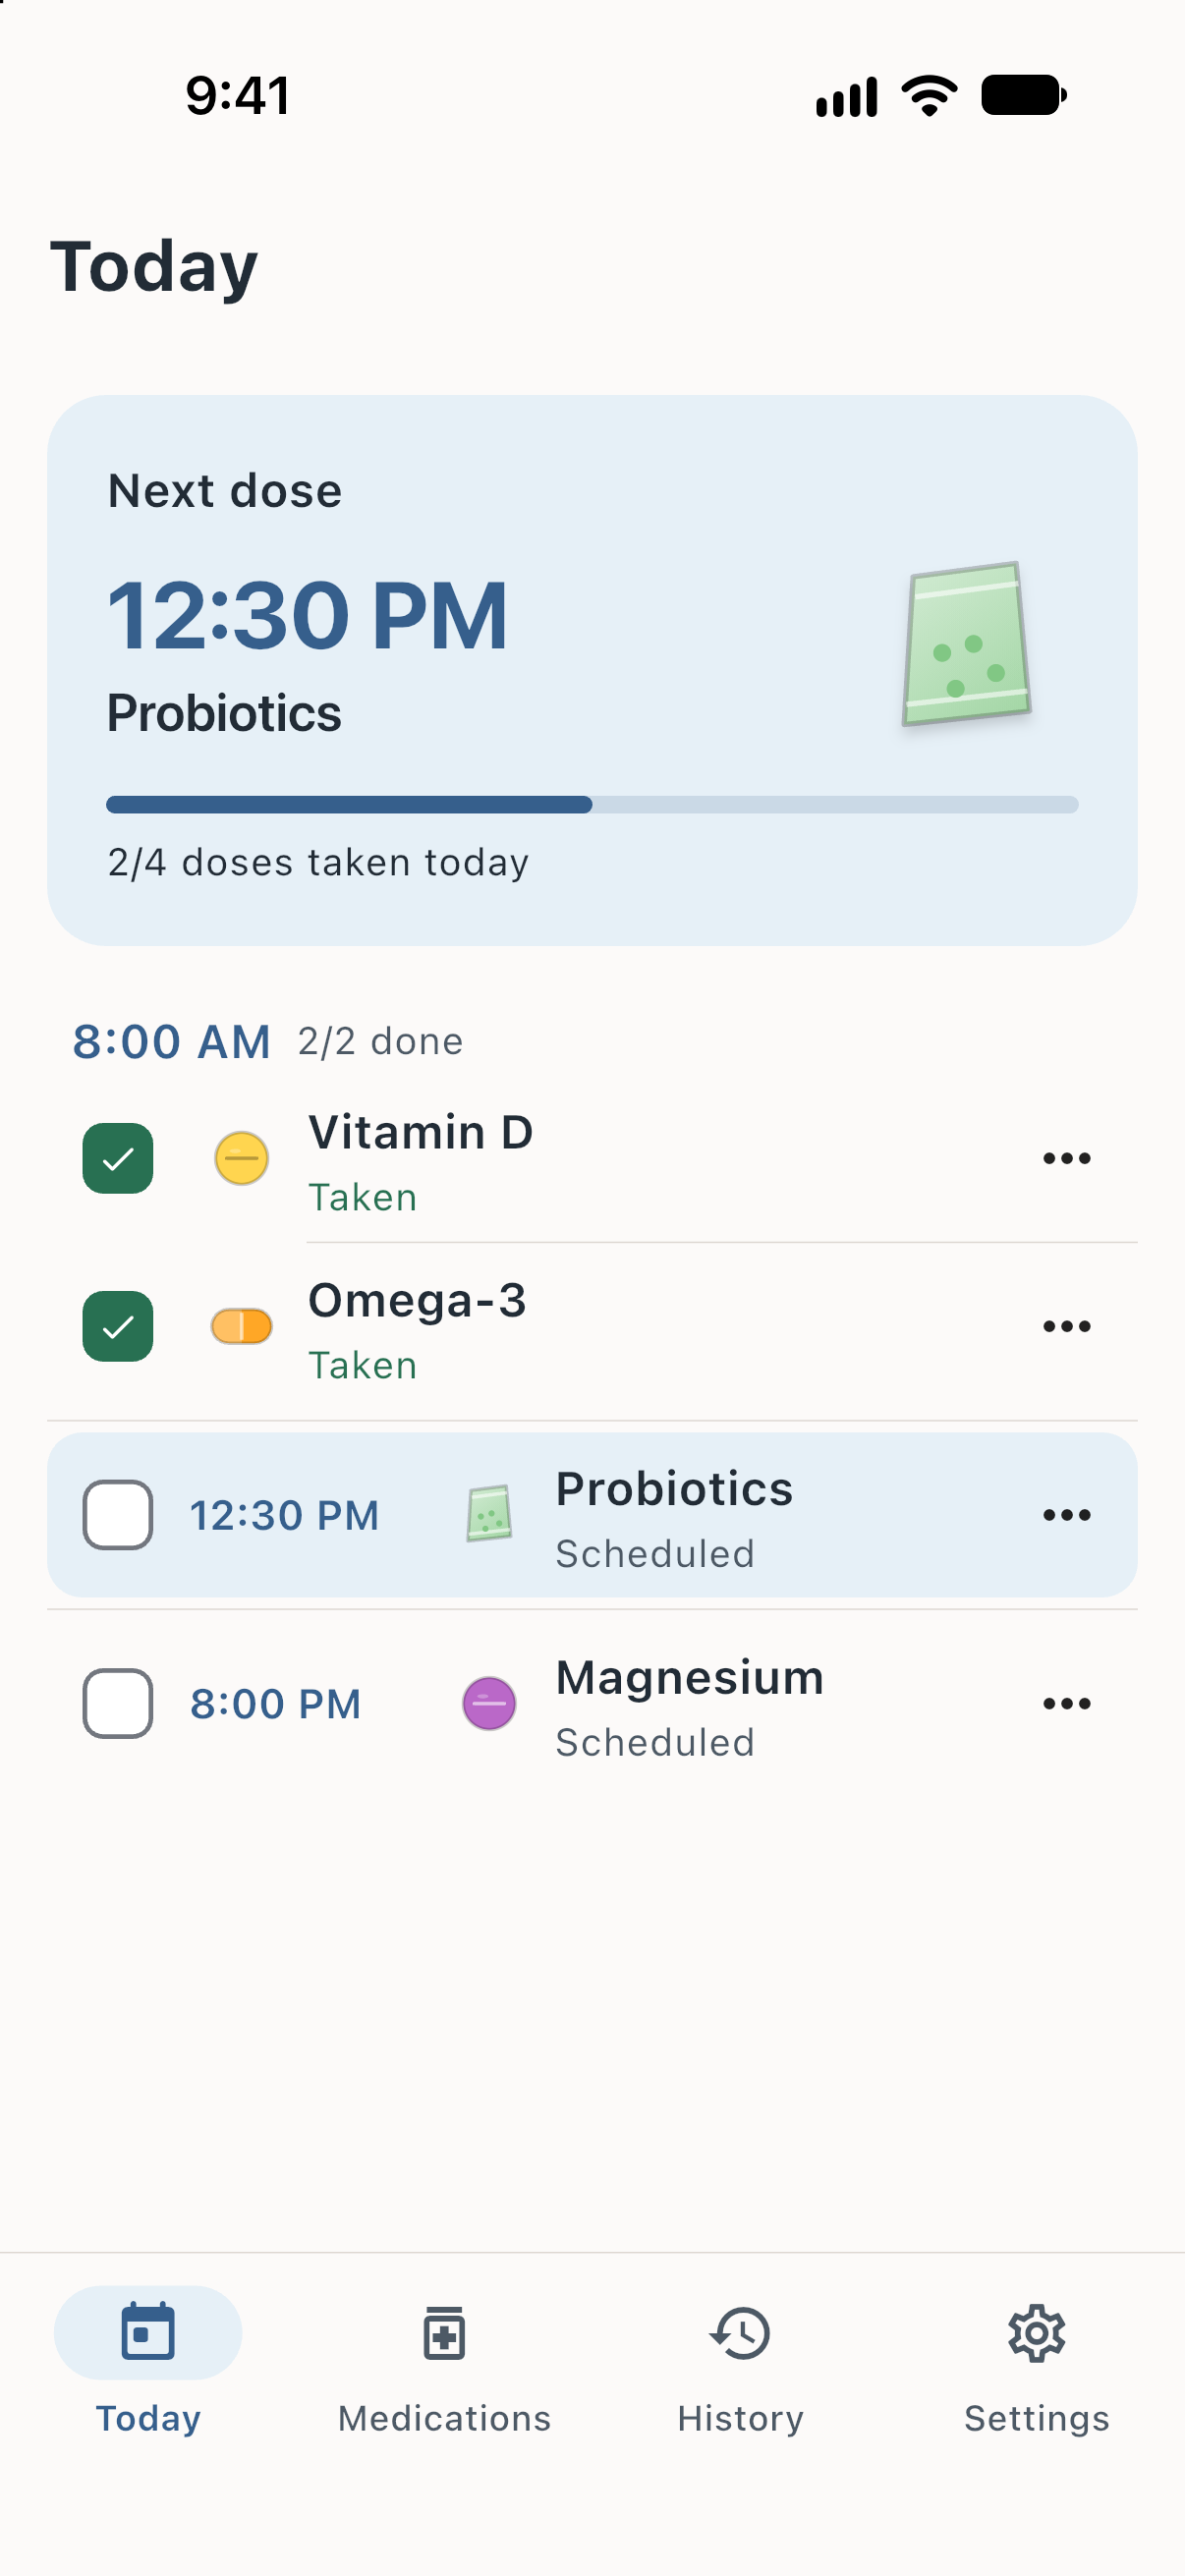 9:41
Today
Next dose
12:30 PM
Probiotics
2/4 doses taken today
8:00 AM 2/2 done
Vitamin D
Taken
Omega-3
Taken
12:30 PM Probiotics
Scheduled
8:00 PM Magnesium
Scheduled
Today Medications History Settings